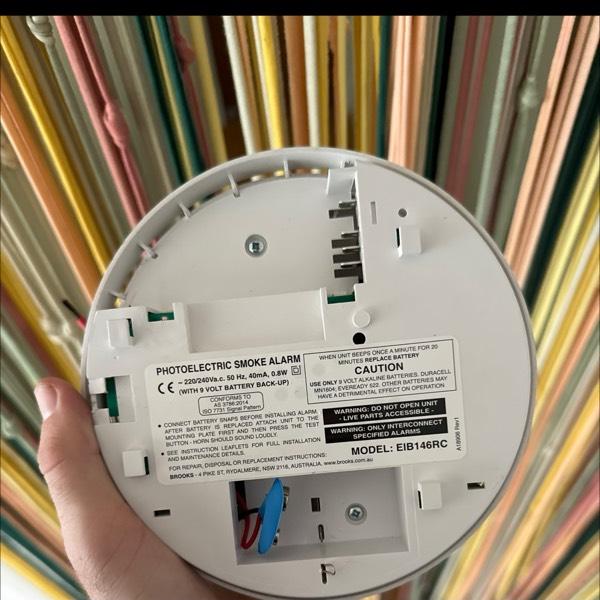 PHOTOELECTRIC SMOKE ALARM
CE ~ 220/240Va.c. 50 Hz, 40mA, 0.8W
(WITH 9 VOLT BATTERY BACK-UP)
CONFORMS TO
AS 3786:2014
ISO 7731 Signal Pattern
• CONNECT BATTERY SNAPS BEFORE INSTALLING ALARM.
AFTER BATTERY IS REPLACED ATTACH UNIT TO THE
MOUNTING PLATE FIRST AND THEN PRESS THE TEST
BUTTON - HORN SHOULD SOUND LOUDLY.
• SEE INSTRUCTION LEAFLETS FOR FULL INSTALLATION
AND MAINTENANCE DETAILS.
FOR REPAIR, DISPOSAL OR REPLACEMENT INSTRUCTIONS:
BROOKS - 4 PIKE ST, RYDALMERE, NSW 2116, AUSTRALIA. www.brooks.com.au
WHEN UNIT BEEPS ONCE A MINUTE FOR 20
MINUTES REPLACE BATTERY
CAUTION
USE ONLY 9 VOLT ALKALINE BATTERIES. DURACELL
MN1604; EVEREADY 522. OTHER BATTERIES MAY
HAVE A DETRIMENTAL EFFECT ON OPERATION
WARNING: DO NOT OPEN UNIT
- LIVE PARTS ACCESSIBLE -
WARNING: ONLY INTERCONNECT
SPECIFIED ALARMS
MODEL: EIB146RC
A18906 Rev1